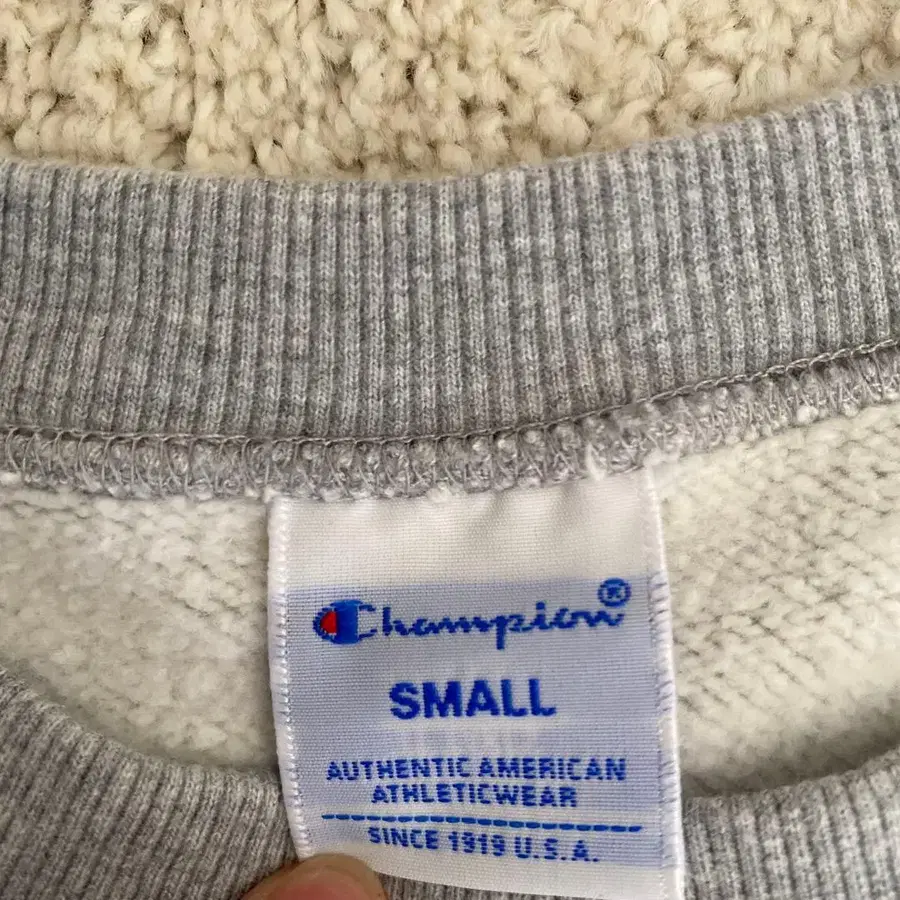 Champion®
SMALL
AUTHENTIC AMERICAN
ATHLETICWEAR
SINCE 1919 U.S.A.